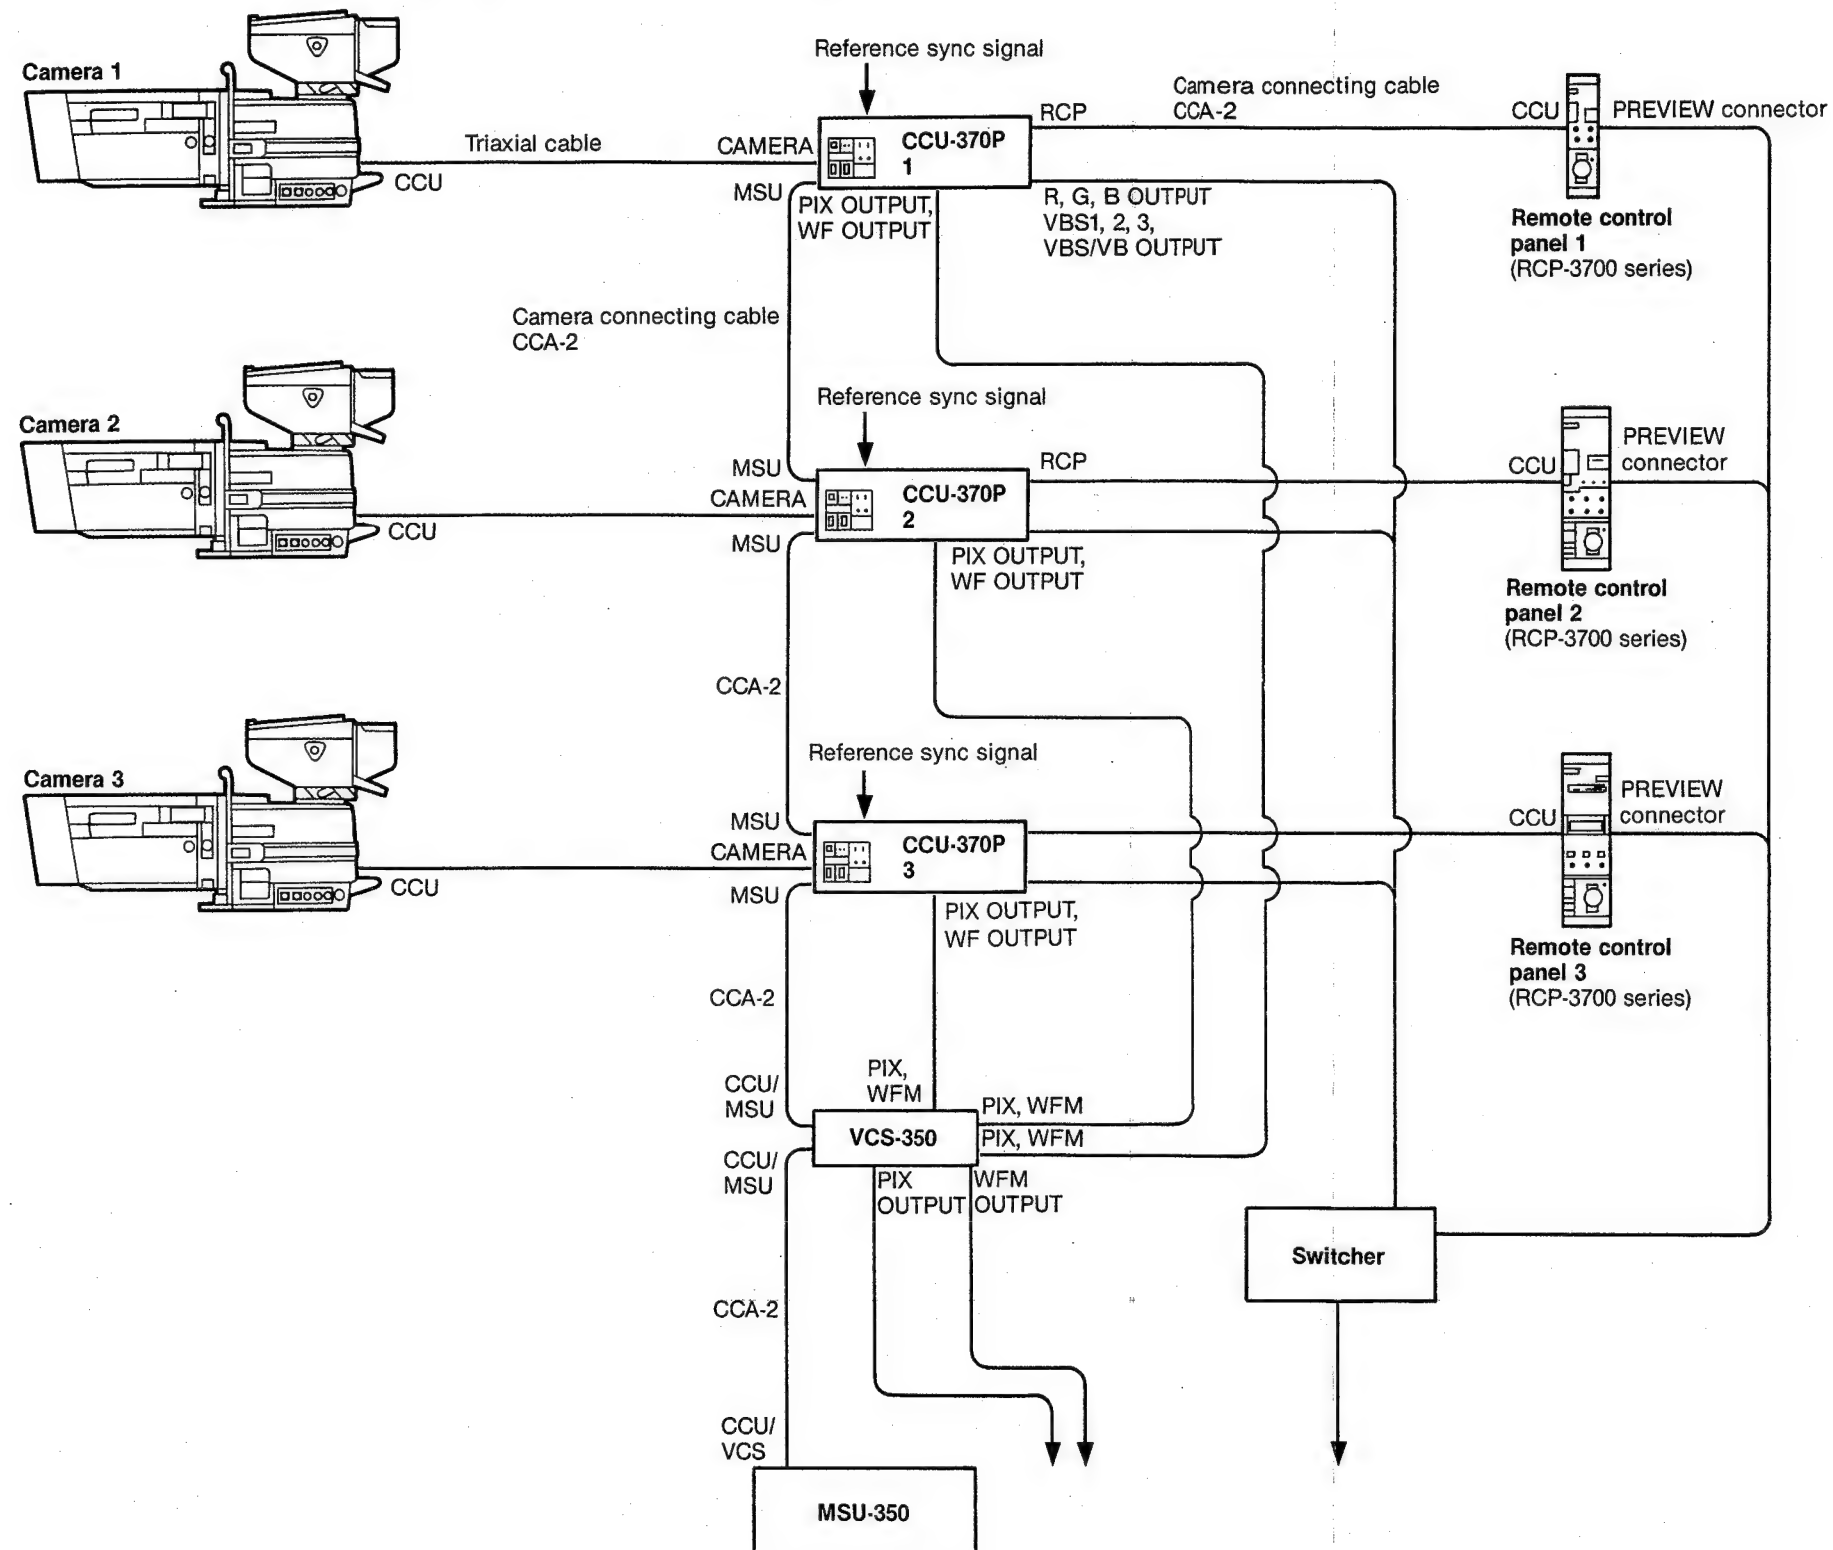 Reference sync signal
Camera 1
Camera connecting cable
CCA-2
RCP
CCU
PREVIEW connector
Triaxial cable
CAMERA
CCU-370P
1
CCU
MSU
PIX OUTPUT,
WF OUTPUT
R, G, B OUTPUT
VBS1, 2, 3,
VBS/VB OUTPUT
Remote control
panel 1
(RCP-3700 series)
Camera connecting cable
CCA-2
Reference sync signal
Camera 2
MSU
CAMERA
RCP
CCU
PREVIEW
connector
CCU-370P
2
CCU
MSU
PIX OUTPUT,
WF OUTPUT
Remote control
panel 2
(RCP-3700 series)
CCA-2
Reference sync signal
Camera 3
MSU
CAMERA
CCU
PREVIEW
connector
CCU-370P
3
CCU
MSU
PIX OUTPUT,
WF OUTPUT
Remote control
panel 3
(RCP-3700 series)
CCA-2
PIX,
WFM
CCU/
MSU
PIX, WFM
VCS-350
PIX, WFM
CCU/
MSU
PIX
OUTPUT
WFM
OUTPUT
Switcher
CCA-2
CCU/
VCS
MSU-350